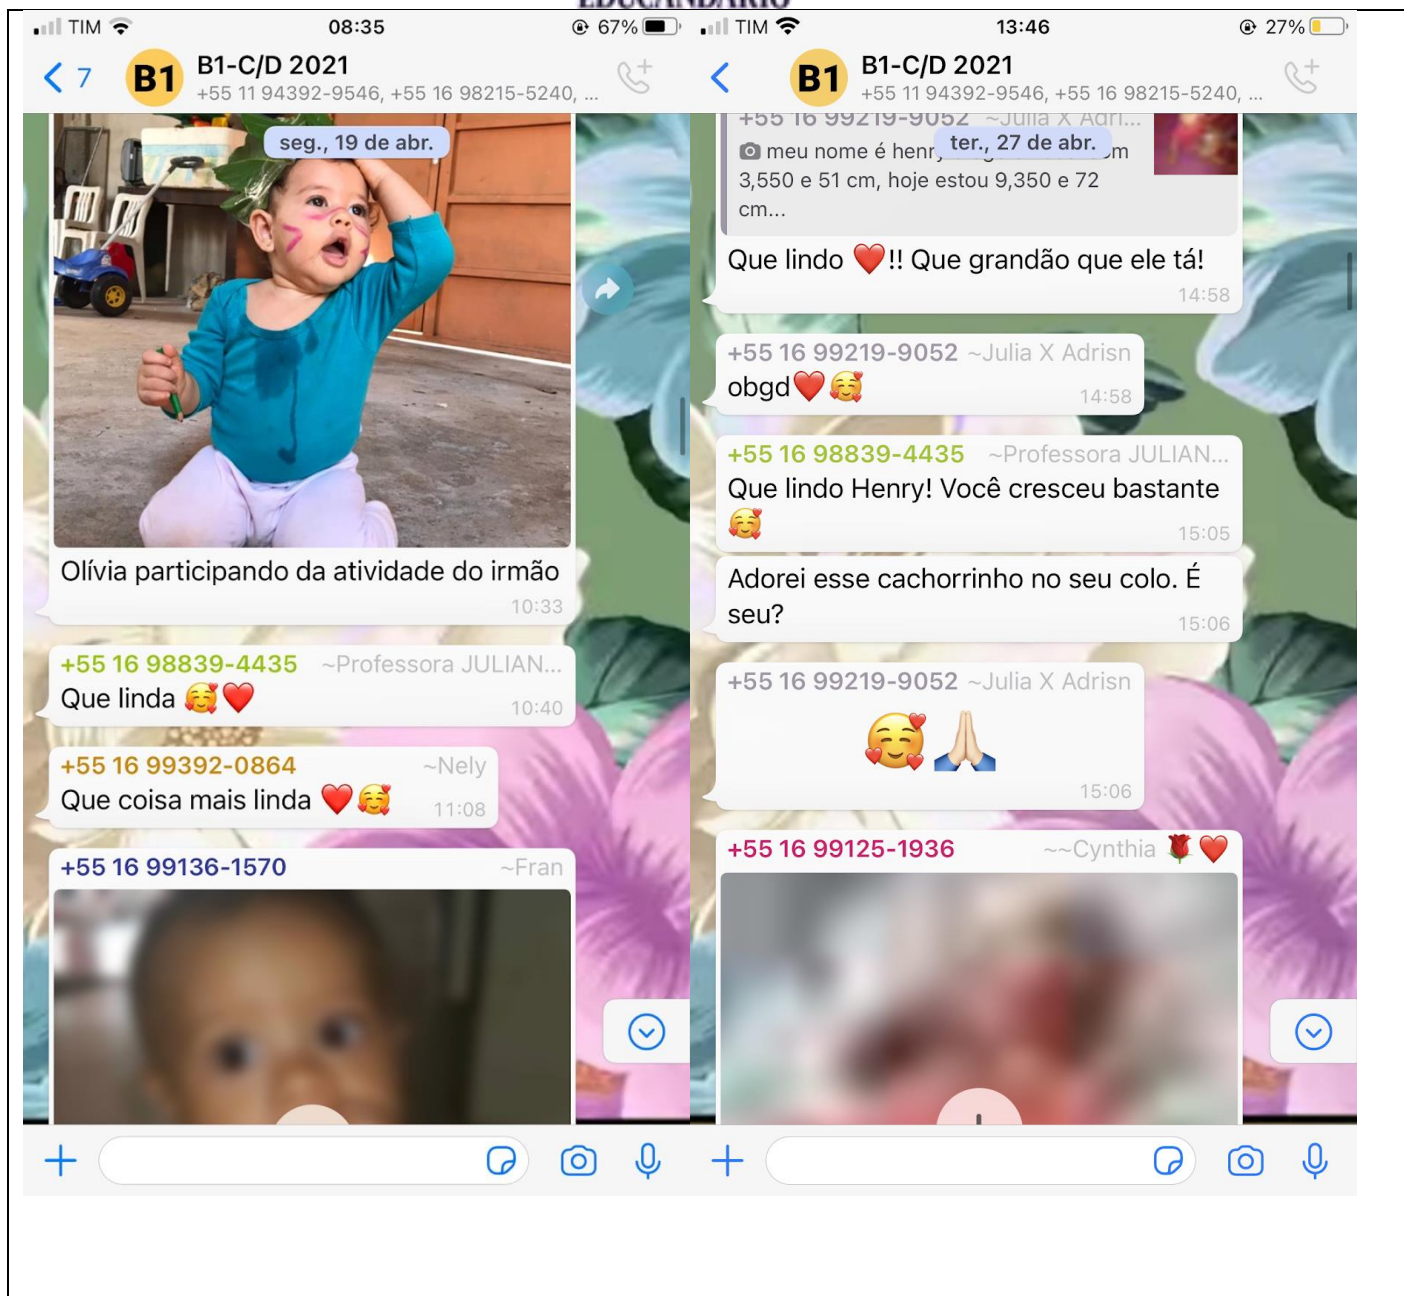 EDUCANDÁRIO
TIM
08:35
67%
7
B1
B1-C/D 2021
+55 11 94392-9546, +55 16 98215-5240, ...
seg., 19 de abr.
Olívia participando da atividade do irmão
10:33
+55 16 98839-4435 ~Professora JULIAN...
Que linda 🥰❤️
10:40
+55 16 99392-0864 ~Nely
Que coisa mais linda ❤️🥰
11:08
+55 16 99136-1570 ~Fran
TIM
13:46
27%
B1
B1-C/D 2021
+55 11 94392-9546, +55 16 98215-5240, ...
+55 16 99219-9052 ~Julia X Adri...
ter., 27 de abr.
📷 meu nome é henr
3,550 e 51 cm, hoje estou 9,350 e 72
cm...
Que lindo ❤️!! Que grandão que ele tá!
14:58
+55 16 99219-9052 ~Julia X Adrisn
obgd❤️🥰
14:58
+55 16 98839-4435 ~Professora JULIAN...
Que lindo Henry! Você cresceu bastante
🥰
15:05
Adorei esse cachorrinho no seu colo. É
seu?
15:06
+55 16 99219-9052 ~Julia X Adrisn
🥰🙏🏻
15:06
+55 16 99125-1936 ~~Cynthia 🌹❤️